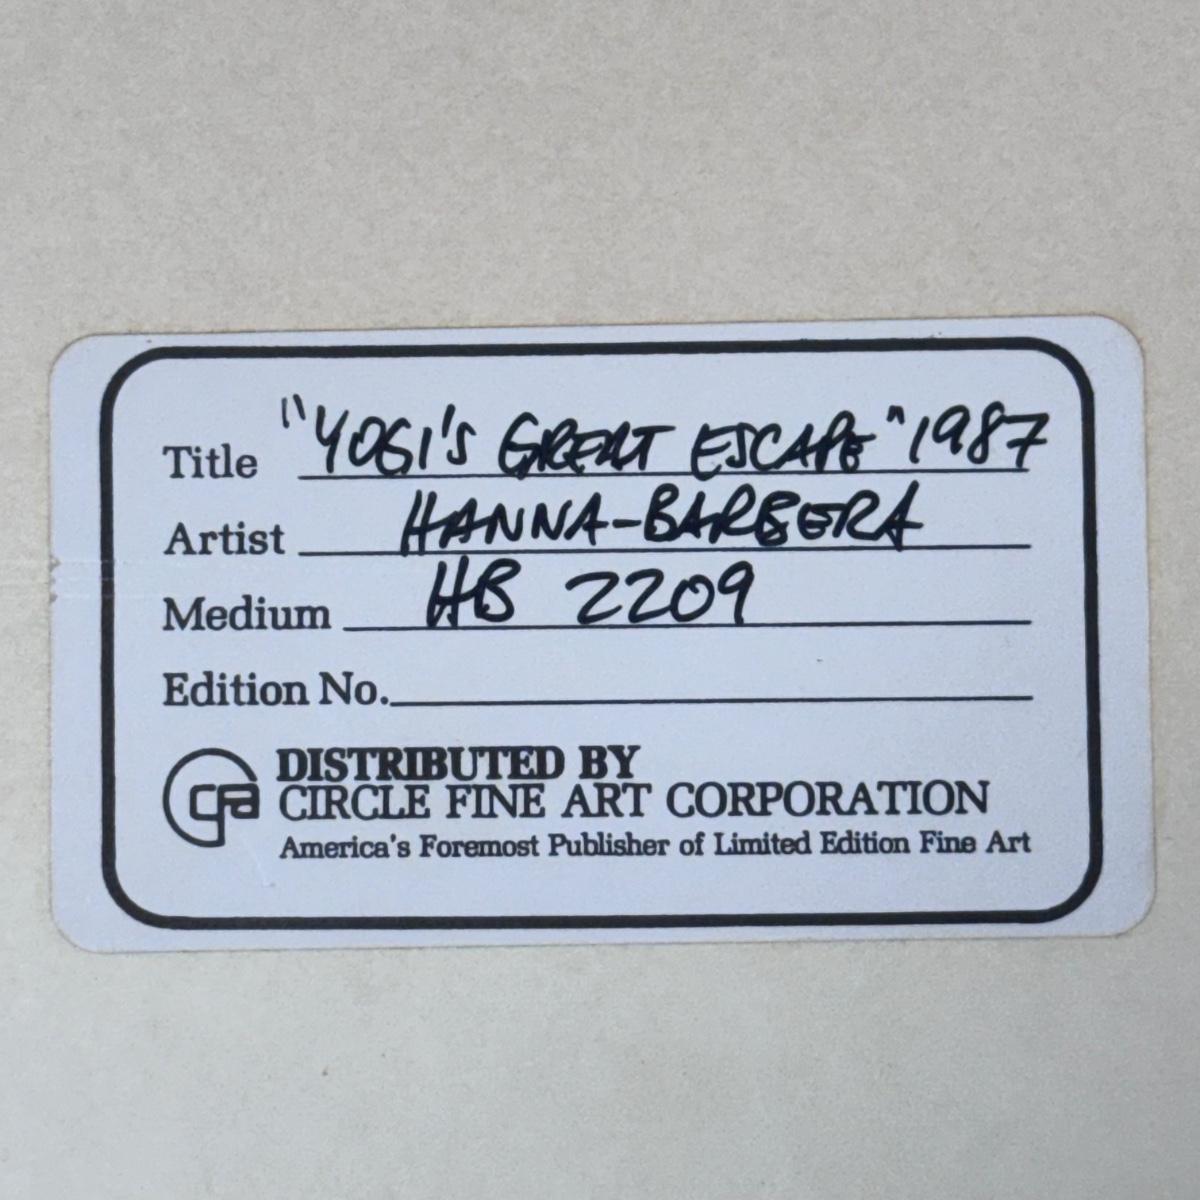 Title "YOGI'S GREAT ESCAPE" 1987
Artist HANNA-BARBERA
Medium HB 2209
Edition No.
CFA DISTRIBUTED BY
CIRCLE FINE ART CORPORATION
America's Foremost Publisher of Limited Edition Fine Art